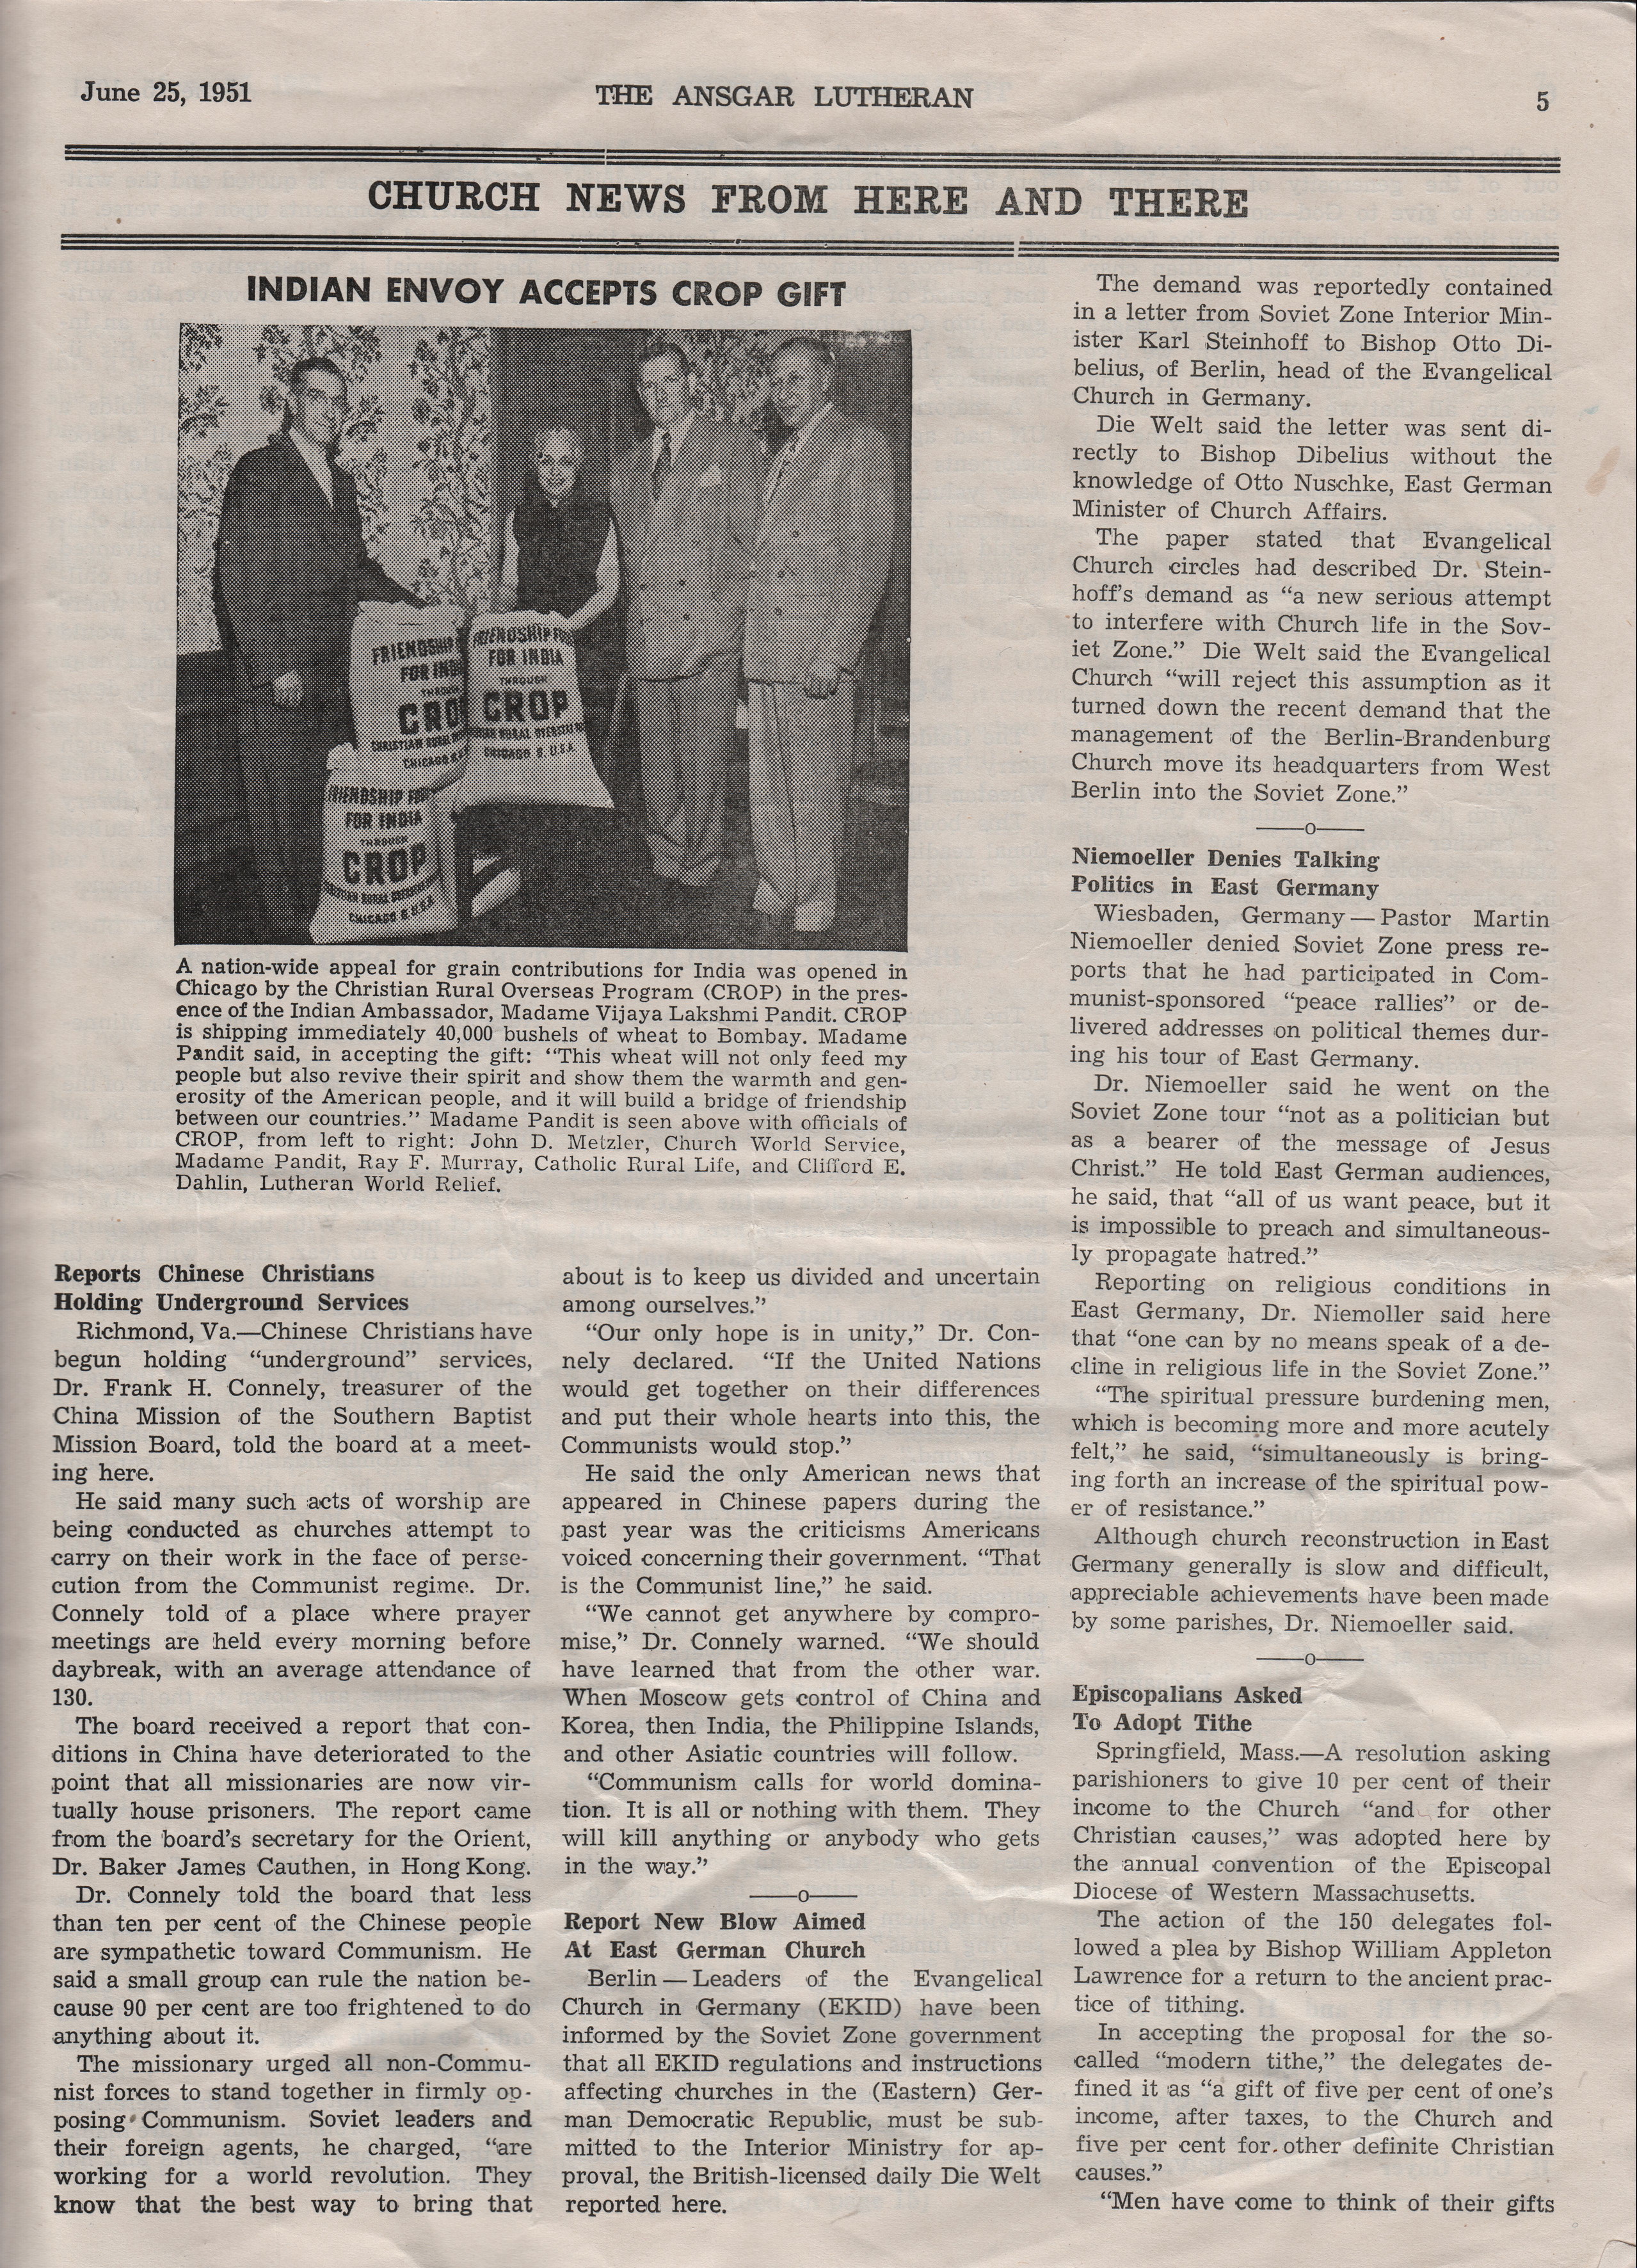 June 25, 1951
THE ANSGAR LUTHERAN
5
CHURCH NEWS FROM HERE AND THERE
INDIAN ENVOY ACCEPTS CROP GIFT
FRIENDSHIP
FOR IND
THROUGH
CRO
CHRISTIAN RURAL
CHICAGO
FRIENDSHIP FOR
FOR INDIA
THROUGH
CROP
RURAL OVERSEAS
CHICAGO 8, U.S.A.
FRIENDSHIP FOR
FOR INDIA
THROUGH
CROP
RURAL OVERSEAS
CHICAGO 8, U.S.A.
A nation-wide appeal for grain contributions for India was opened in
Chicago by the Christian Rural Overseas Program (CROP) in the pres-
ence of the Indian Ambassador, Madame Vijaya Lakshmi Pandit. CROP
is shipping immediately 40,000 bushels of wheat to Bombay. Madame
Pandit said, in accepting the gift: "This wheat will not only feed my
people but also revive their spirit and show them the warmth and gen-
erosity of the American people, and it will build a bridge of friendship
between our countries." Madame Pandit is seen above with officials of
CROP, from left to right: John D. Metzler, Church World Service,
Madame Pandit, Ray F. Murray, Catholic Rural Life, and Clifford E.
Dahlin, Lutheran World Relief.
Reports Chinese Christians
Holding Underground Services
Richmond, Va.—Chinese Christians have
begun holding "underground" services,
Dr. Frank H. Connely, treasurer of the
China Mission of the Southern Baptist
Mission Board, told the board at a meet-
ing here.
He said many such acts of worship are
being conducted as churches attempt to
carry on their work in the face of perse-
cution from the Communist regime. Dr.
Connely told of a place where prayer
meetings are held every morning before
daybreak, with an average attendance of
130.
The board received a report that con-
ditions in China have deteriorated to the
point that all missionaries are now vir-
tually house prisoners. The report came
from the board's secretary for the Orient,
Dr. Baker James Cauthen, in Hong Kong.
Dr. Connely told the board that less
than ten per cent of the Chinese people
are sympathetic toward Communism. He
said a small group can rule the nation be-
cause 90 per cent are too frightened to do
anything about it.
The missionary urged all non-Commu-
nist forces to stand together in firmly op-
posing Communism. Soviet leaders and
their foreign agents, he charged, "are
working for a world revolution. They
know that the best way to bring that
about is to keep us divided and uncertain
among ourselves."
"Our only hope is in unity," Dr. Con-
nely declared. "If the United Nations
would get together on their differences
and put their whole hearts into this, the
Communists would stop."
He said the only American news that
appeared in Chinese papers during the
past year was the criticisms Americans
voiced concerning their government. "That
is the Communist line," he said.
"We cannot get anywhere by compro-
mise," Dr. Connely warned. "We should
have learned that from the other war.
When Moscow gets control of China and
Korea, then India, the Philippine Islands,
and other Asiatic countries will follow.
"Communism calls for world domina-
tion. It is all or nothing with them. They
will kill anything or anybody who gets
in the way."
——o——
Report New Blow Aimed
At East German Church
Berlin — Leaders of the Evangelical
Church in Germany (EKID) have been
informed by the Soviet Zone government
that all EKID regulations and instructions
affecting churches in the (Eastern) Ger-
man Democratic Republic, must be sub-
mitted to the Interior Ministry for ap-
proval, the British-licensed daily Die Welt
reported here.
The demand was reportedly contained
in a letter from Soviet Zone Interior Min-
ister Karl Steinhoff to Bishop Otto Di-
belius, of Berlin, head of the Evangelical
Church in Germany.
Die Welt said the letter was sent di-
rectly to Bishop Dibelius without the
knowledge of Otto Nuschke, East German
Minister of Church Affairs.
The paper stated that Evangelical
Church circles had described Dr. Stein-
hoff's demand as "a new serious attempt
to interfere with Church life in the Sov-
iet Zone." Die Welt said the Evangelical
Church "will reject this assumption as it
turned down the recent demand that the
management of the Berlin-Brandenburg
Church move its headquarters from West
Berlin into the Soviet Zone."
——o——
Niemoeller Denies Talking
Politics in East Germany
Wiesbaden, Germany — Pastor Martin
Niemoeller denied Soviet Zone press re-
ports that he had participated in Com-
munist-sponsored "peace rallies" or de-
livered addresses on political themes dur-
ing his tour of East Germany.
Dr. Niemoeller said he went on the
Soviet Zone tour "not as a politician but
as a bearer of the message of Jesus
Christ." He told East German audiences,
he said, that "all of us want peace, but it
is impossible to preach and simultaneous-
ly propagate hatred."
Reporting on religious conditions in
East Germany, Dr. Niemoller said here
that "one can by no means speak of a de-
cline in religious life in the Soviet Zone."
"The spiritual pressure burdening men,
which is becoming more and more acutely
felt," he said, "simultaneously is bring-
ing forth an increase of the spiritual pow-
er of resistance."
Although church reconstruction in East
Germany generally is slow and difficult,
appreciable achievements have been made
by some parishes, Dr. Niemoeller said.
——o——
Episcopalians Asked
To Adopt Tithe
Springfield, Mass.—A resolution asking
parishioners to give 10 per cent of their
income to the Church "and for other
Christian causes," was adopted here by
the annual convention of the Episcopal
Diocese of Western Massachusetts.
The action of the 150 delegates fol-
lowed a plea by Bishop William Appleton
Lawrence for a return to the ancient prac-
tice of tithing.
In accepting the proposal for the so-
called "modern tithe," the delegates de-
fined it as "a gift of five per cent of one's
income, after taxes, to the Church and
five per cent for other definite Christian
causes."
"Men have come to think of their gifts